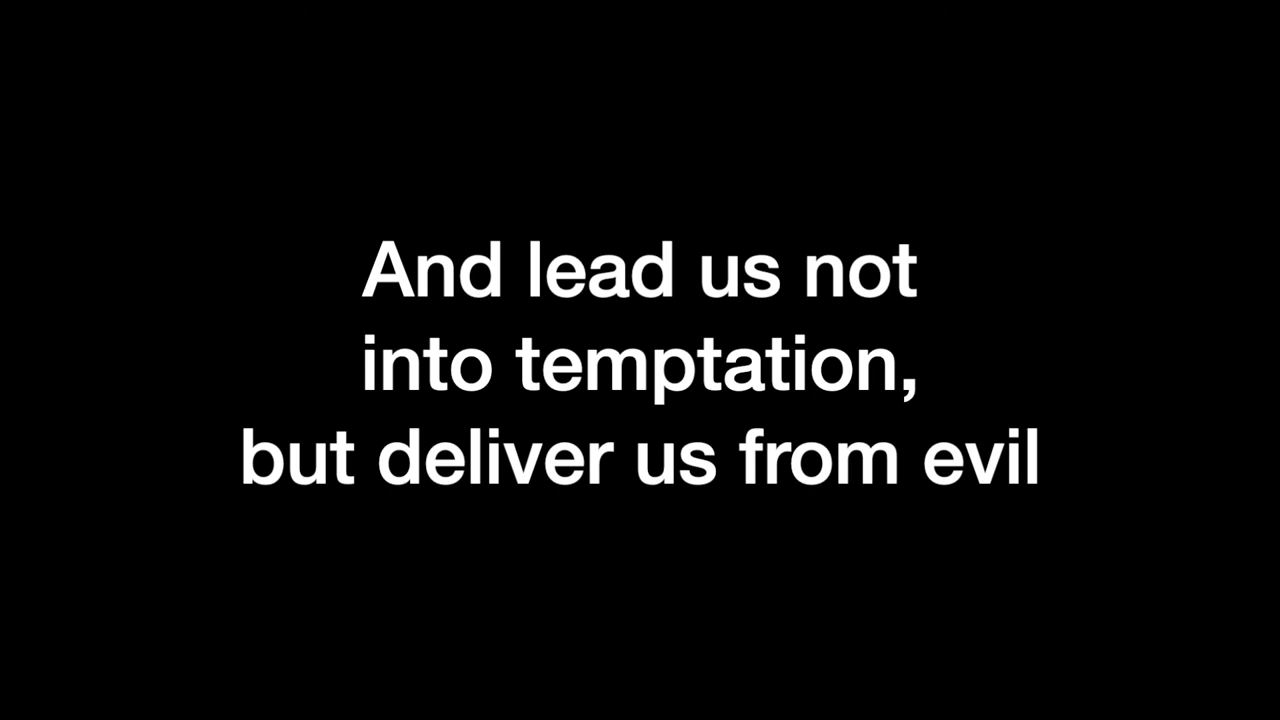 And lead us not
into temptation,
but deliver us from evil